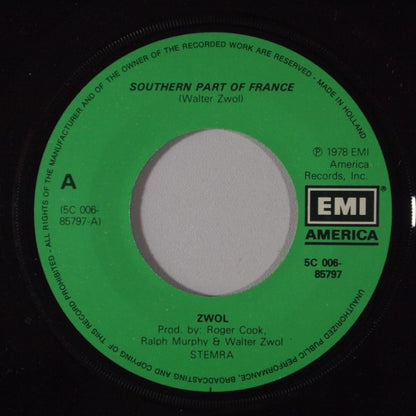 SOUTHERN PART OF FRANCE
(Walter Zwol)
A
(5C 006-
85797-A)
℗ 1978 EMI
America
Records, Inc.
EMI
®
AMERICA
5C 006-
85797
ZWOL
Prod. by: Roger Cook,
Ralph Murphy & Walter Zwol
STEMRA
ALL RIGHTS OF THE MANUFACTURER AND OF THE OWNER OF THE RECORDED WORK RESERVED - MADE IN HOLLAND
UNAUTHORIZED PUBLIC PERFORMANCE, BROADCASTING AND COPYING OF THIS RECORD PROHIBITED -